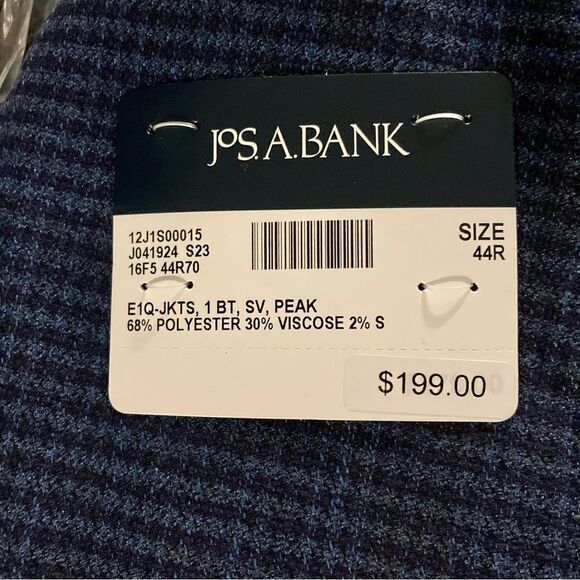 JOS. A. BANK
12J1S00015
J041924 S23
16F5 44R70
SIZE
44R
E1Q-JKTS, 1 BT, SV, PEAK
68% POLYESTER 30% VISCOSE 2% S
$199.00